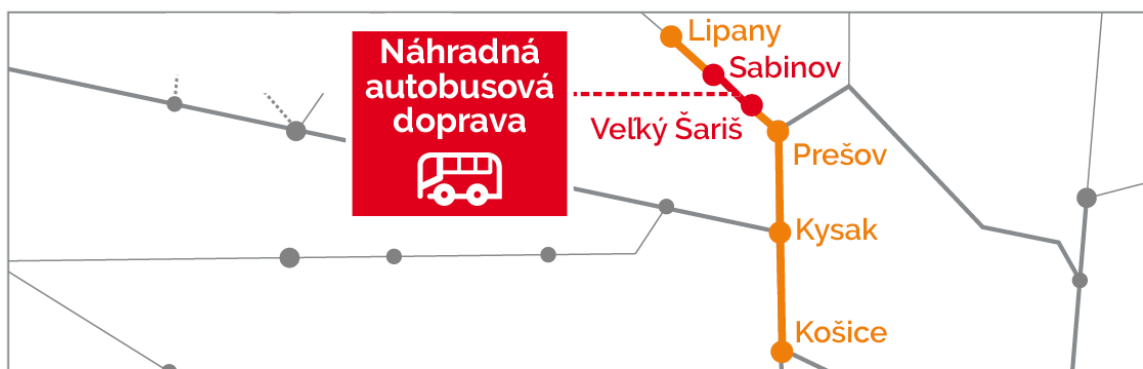 Náhradná
autobusová
doprava
Lipany
Sabinov
Veľký Šariš
Prešov
Kysak
Košice